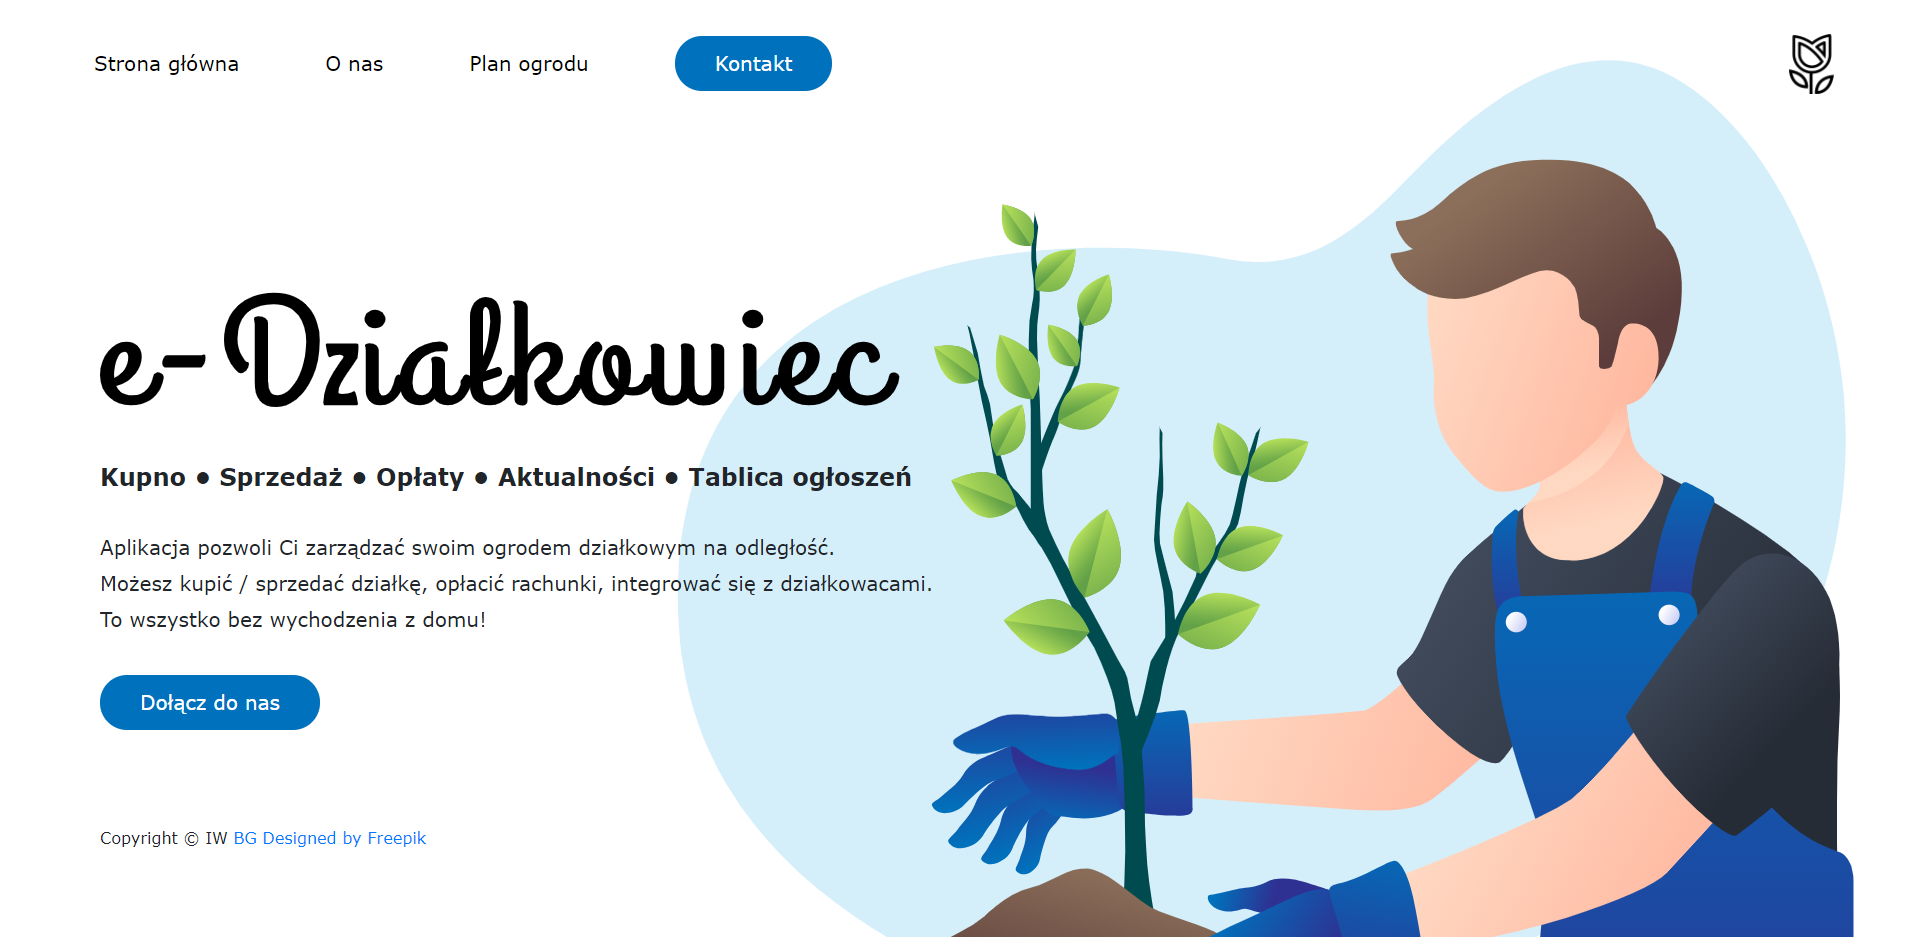 Strona główna
O nas
Plan ogrodu
Kontakt
e-Działkowiec
Kupno • Sprzedaż • Opłaty • Aktualności • Tablica ogłoszeń
Aplikacja pozwoli Ci zarządzać swoim ogrodem działkowym na odległość.
Możesz kupić / sprzedać działkę, opłacić rachunki, integrować się z działkowacami.
To wszystko bez wychodzenia z domu!
Dołącz do nas
Copyright © IW BG Designed by Freepik